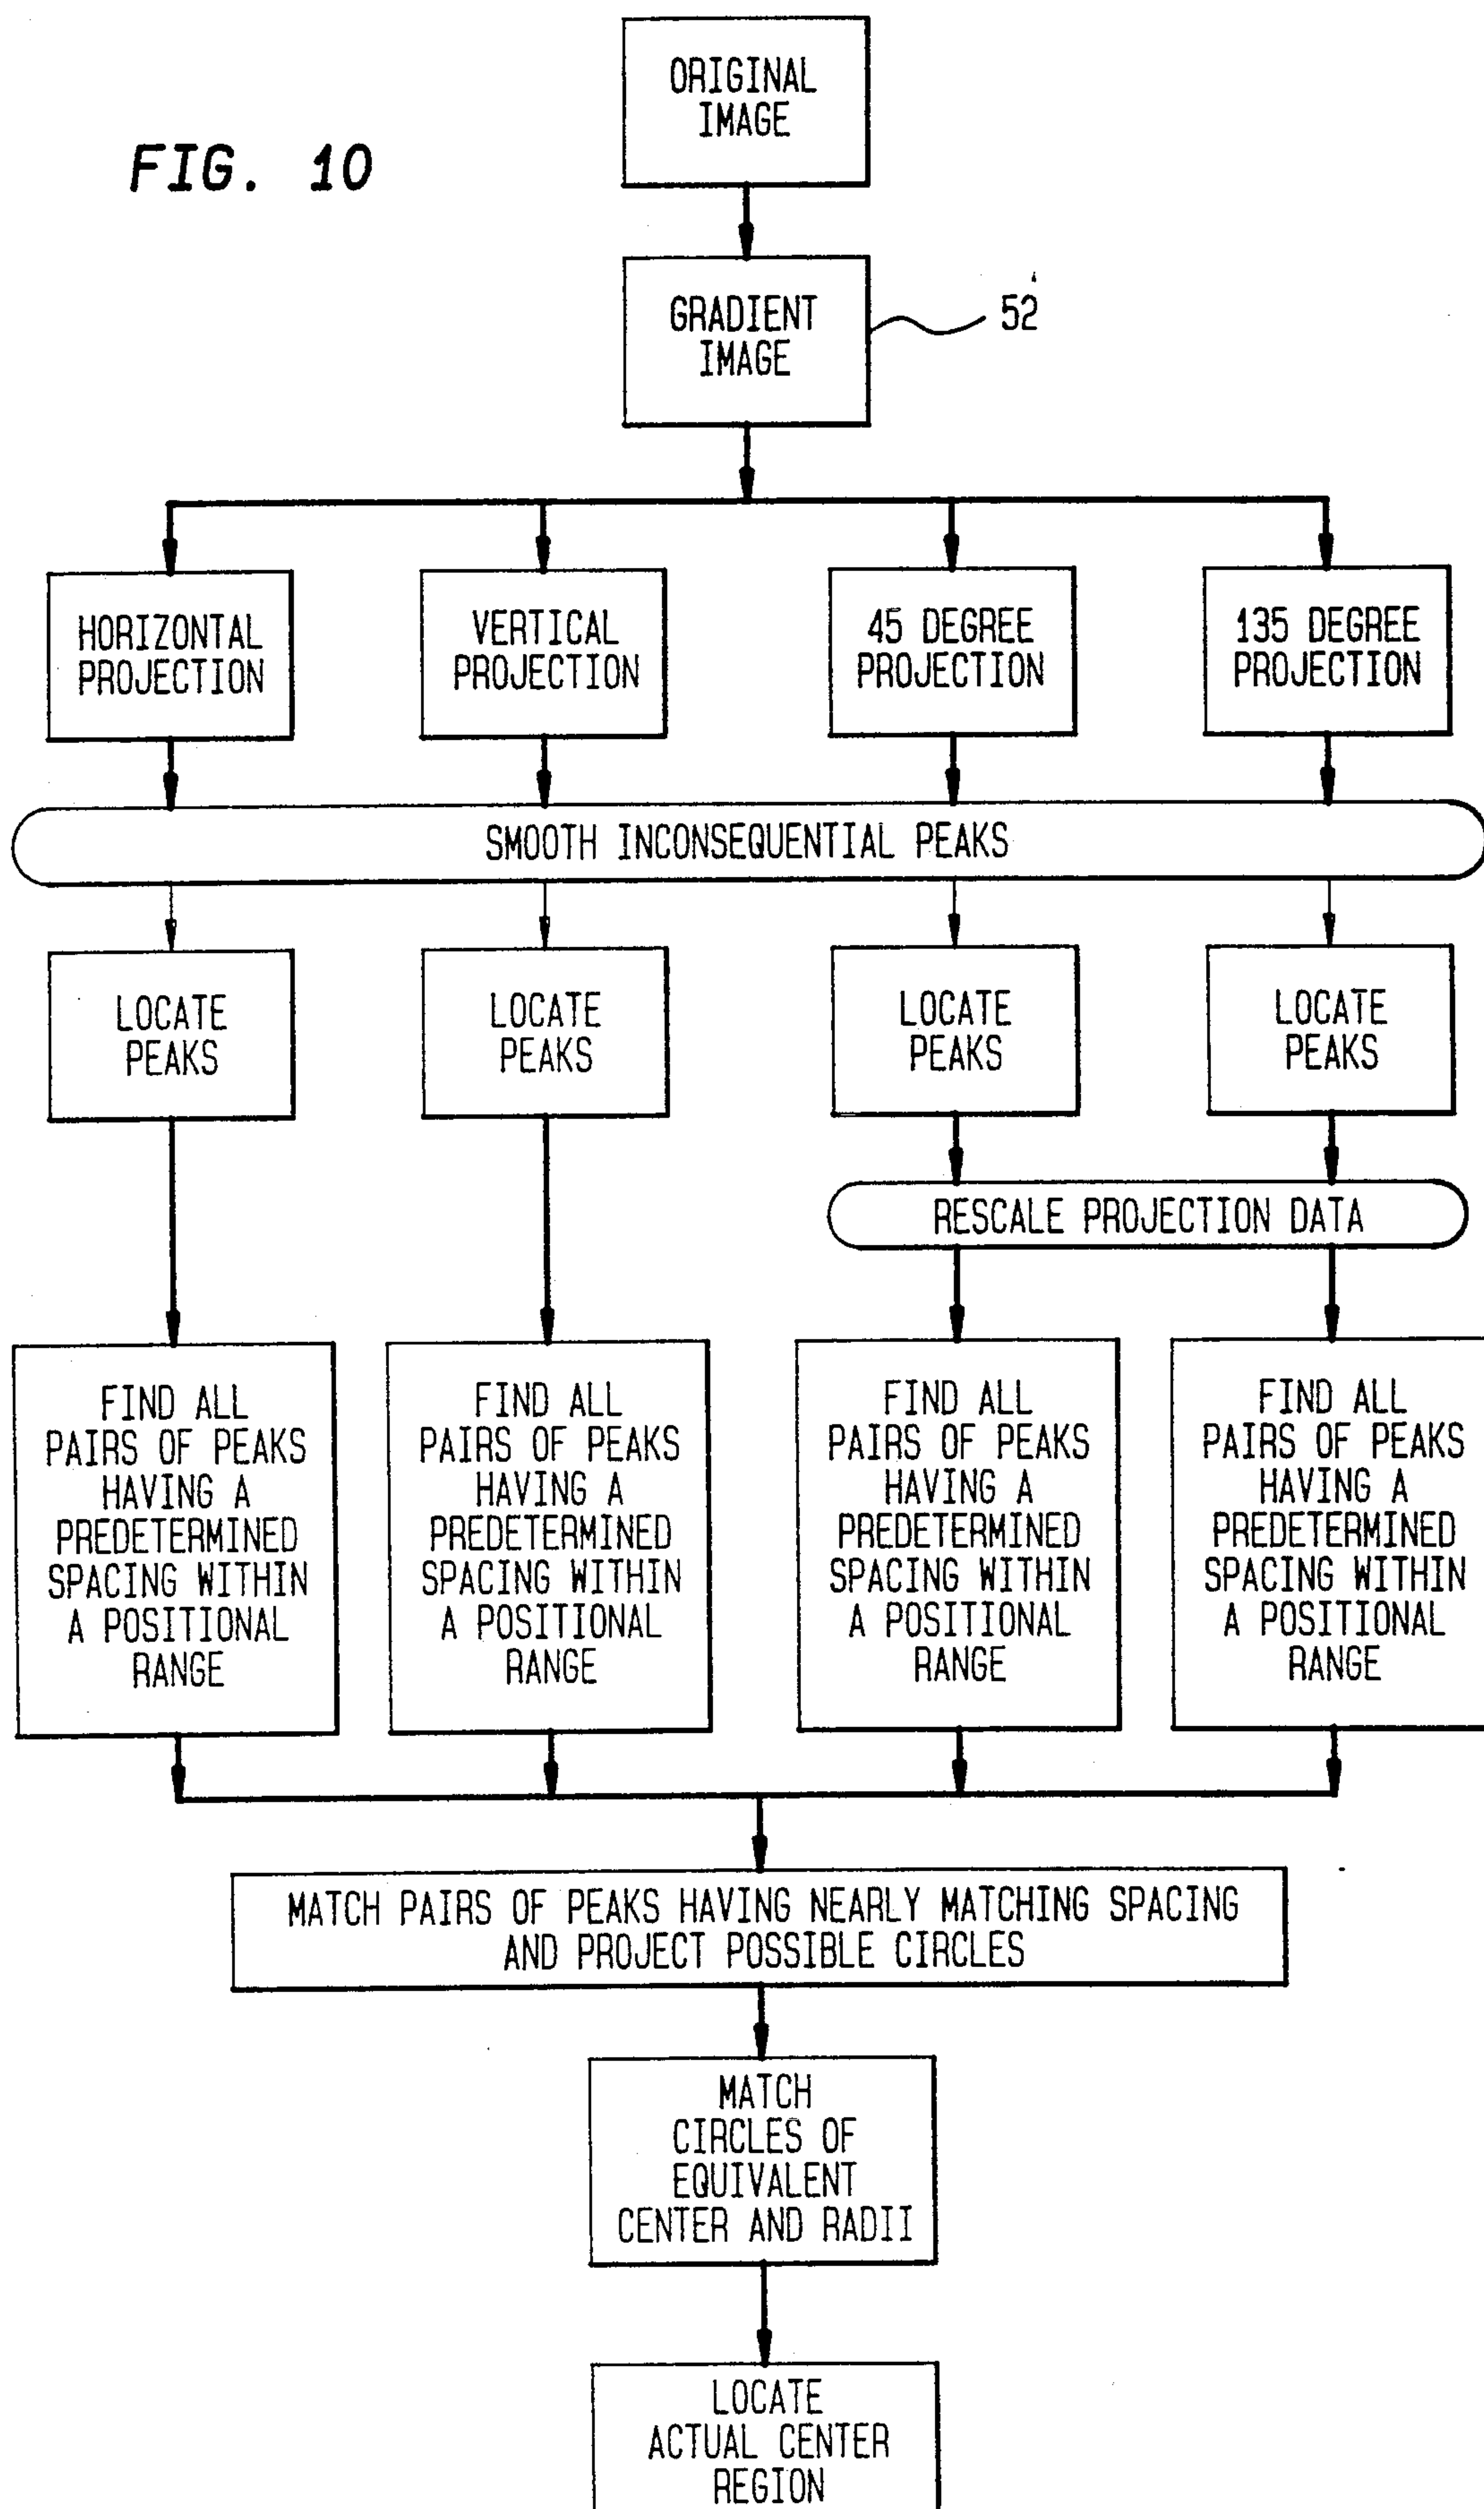 ORIGINAL
IMAGE
FIG. 10
GRADIENT
IMAGE
52'
HORIZONTAL
PROJECTION
VERTICAL
PROJECTION
45 DEGREE
PROJECTION
135 DEGREE
PROJECTION
SMOOTH INCONSEQUENTIAL PEAKS
LOCATE
PEAKS
LOCATE
PEAKS
LOCATE
PEAKS
LOCATE
PEAKS
RESCALE PROJECTION DATA
FIND ALL
PAIRS OF PEAKS
HAVING A
PREDETERMINED
SPACING WITHIN
A POSITIONAL
RANGE
FIND ALL
PAIRS OF PEAKS
HAVING A
PREDETERMINED
SPACING WITHIN
A POSITIONAL
RANGE
FIND ALL
PAIRS OF PEAKS
HAVING A
PREDETERMINED
SPACING WITHIN
A POSITIONAL
RANGE
FIND ALL
PAIRS OF PEAKS
HAVING A
PREDETERMINED
SPACING WITHIN
A POSITIONAL
RANGE
MATCH PAIRS OF PEAKS HAVING NEARLY MATCHING SPACING
AND PROJECT POSSIBLE CIRCLES
MATCH
CIRCLES OF
EQUIVALENT
CENTER AND RADII
LOCATE
ACTUAL CENTER
REGION